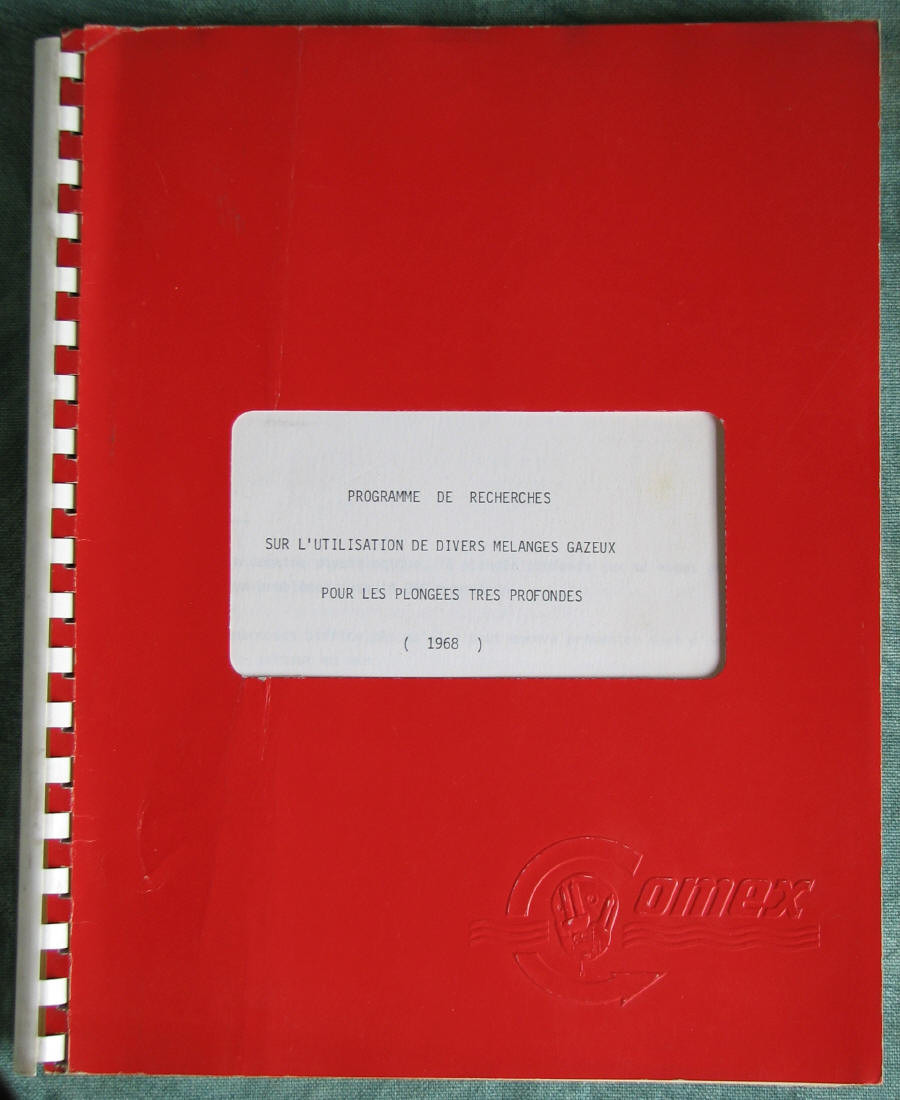 PROGRAMME DE RECHERCHES
SUR L'UTILISATION DE DIVERS MELANGES GAZEUX
POUR LES PLONGEES TRES PROFONDES
( 1968 )
Comex